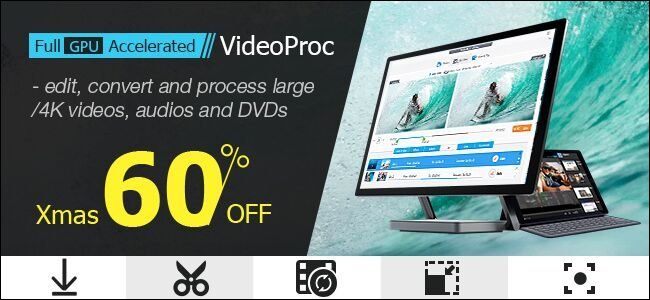 Full GPU Accelerated // VideoProc
- edit, convert and process large
/4K videos, audios and DVDs
Xmas 60% OFF